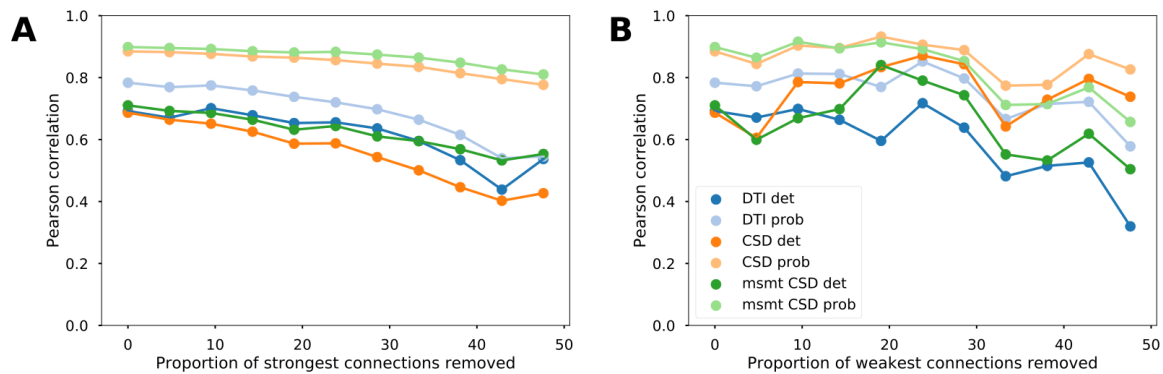 A
Pearson correlation
1.0
0.8
0.6
0.4
0.2
0.0
0 10 20 30 40 50
Proportion of strongest connections removed
B
Pearson correlation
1.0
0.8
0.6
0.4
0.2
0.0
DTI det
DTI prob
CSD det
CSD prob
msmt CSD det
msmt CSD prob
0 10 20 30 40 50
Proportion of weakest connections removed